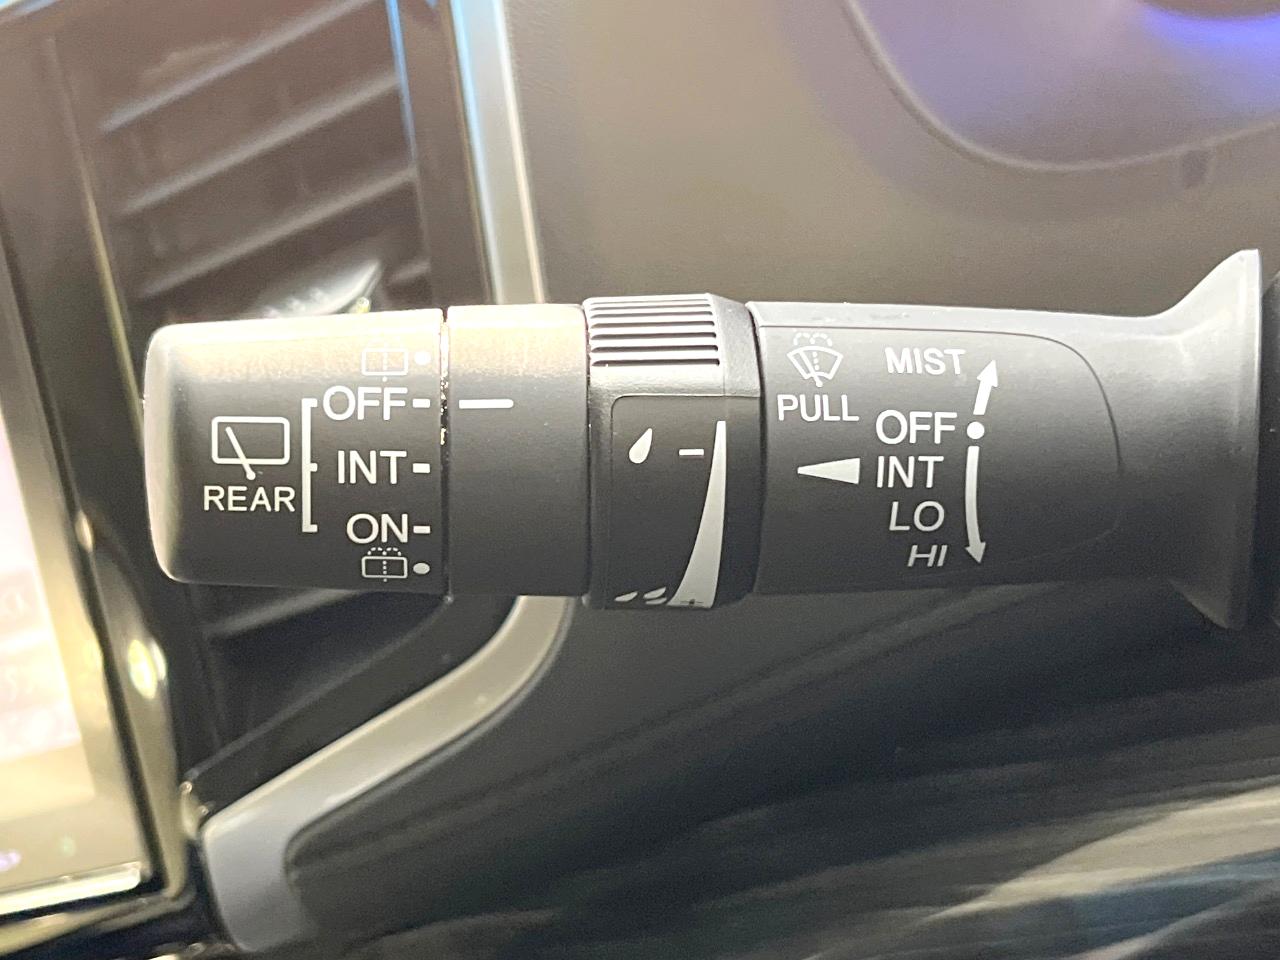 OFF
INT
ON
REAR
PULL
MIST
OFF
INT
LO
HI